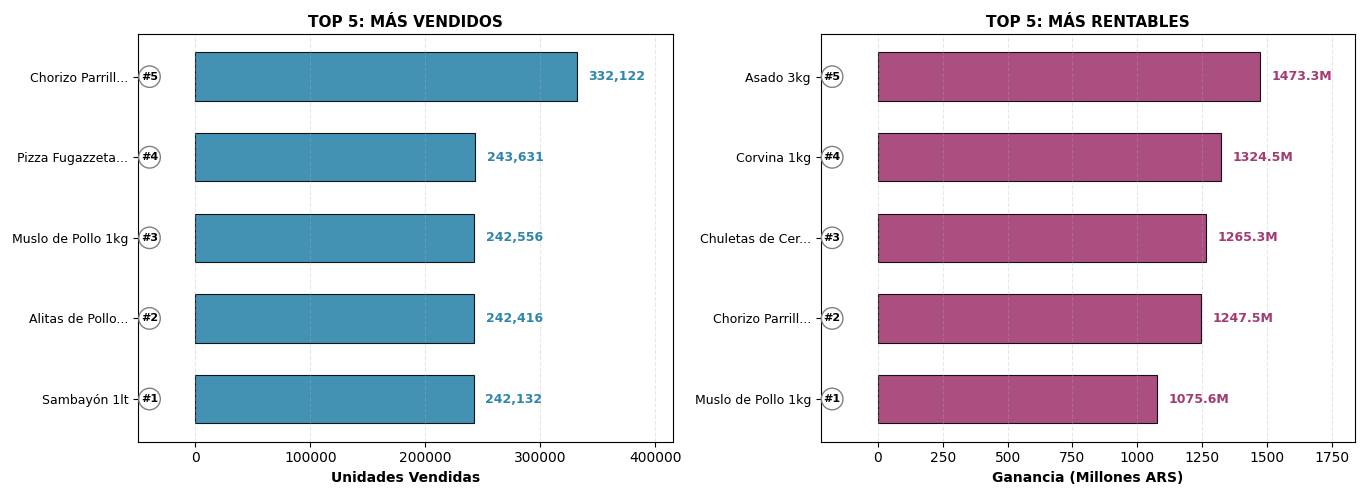 TOP 5: MÁS VENDIDOS
Chorizo Parrill... #5 332,122
Pizza Fugazzeta... #4 243,631
Muslo de Pollo 1kg #3 242,556
Alitas de Pollo... #2 242,416
Sambayón 1lt #1 242,132
0 100000 200000 300000 400000
Unidades Vendidas
TOP 5: MÁS RENTABLES
Asado 3kg #5 1473.3M
Corvina 1kg #4 1324.5M
Chuletas de Cer... #3 1265.3M
Chorizo Parrill... #2 1247.5M
Muslo de Pollo 1kg #1 1075.6M
0 250 500 750 1000 1250 1500 1750
Ganancia (Millones ARS)